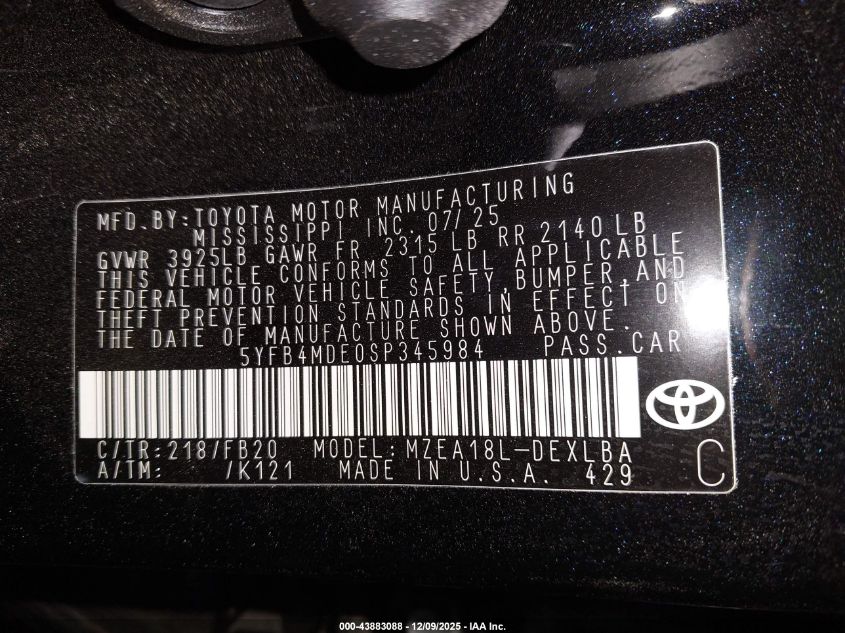 MFD.BY:TOYOTA MOTOR MANUFACTURING
MISSISSIPPI INC. 07/25
GVWR 3925LB GAWR FR 2315 LB RR 2140 LB
THIS VEHICLE CONFORMS TO ALL APPLICABLE
FEDERAL MOTOR VEHICLE SAFETY,BUMPER,AND
THEFT PREVENTION STANDARDS IN EFFECT ON
THE DATE OF MANUFACTURE SHOWN ABOVE.
5YFB4MDE0SP345984 PASS.CAR
C/TR:218/FB20 MODEL:MZEA18L-DEXLBA
A/TM: /K121 MADE IN U.S.A. 429
C
000-43883088 - 12/09/2025 - IAA Inc.